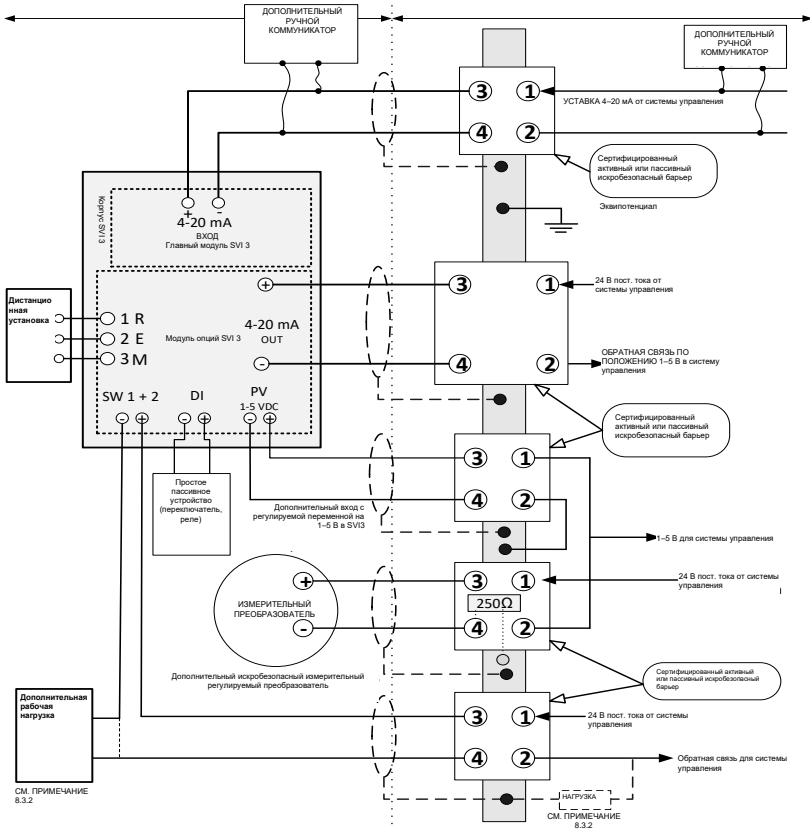 ДОПОЛНИТЕЛЬНЫЙ
РУЧНОЙ
КОММУНИКАТОР
ДОПОЛНИТЕЛЬНЫЙ
РУЧНОЙ
КОММУНИКАТОР
3
1
УСТАВКА 4–20 мА от системы управления
4
2
Сертифицированный
активный или пассивный
искробезопасный барьер
Эквипотенциал
Корпус SVI 3
+
-
4-20 mA
ВХОД
Главный модуль SVI 3
Дистанцио
нная
установка
1 R
2 E
3 M
Модуль опций SVI 3
+
4-20 mA
OUT
-
3
1
24 В пост. тока от
системы управления
4
2
ОБРАТНАЯ СВЯЗЬ ПО
ПОЛОЖЕНИЮ 1–5 В в систему
управления
SW 1 + 2
DI
PV
1-5 VDC
-
+
-
+
-
+
Сертифицированный
активный или пассивный
искробезопасный барьер
Простое
пассивное
устройство
(переключатель,
реле)
Дополнительный вход с
регулируемой переменной на
1–5 В в SVI3
3
1
4
2
1–5 В для системы управления
+
ИЗМЕРИТЕЛЬНЫЙ
ПРЕОБРАЗОВАТЕЛЬ
-
3
1
24 В пост. тока от системы
управления
250Ω
4
2
Дополнительный искробезопасный измерительный
регулируемый преобразователь
Сертифицированный активный
или пассивный искробезопасный
барьер
Дополнительная
рабочая
нагрузка
СМ. ПРИМЕЧАНИЕ
8.3.2
3
1
24 В пост. тока от системы
управления
4
2
Обратная связь для системы
управления
НАГРУЗКА
СМ. ПРИМЕЧАНИЕ
8.3.2